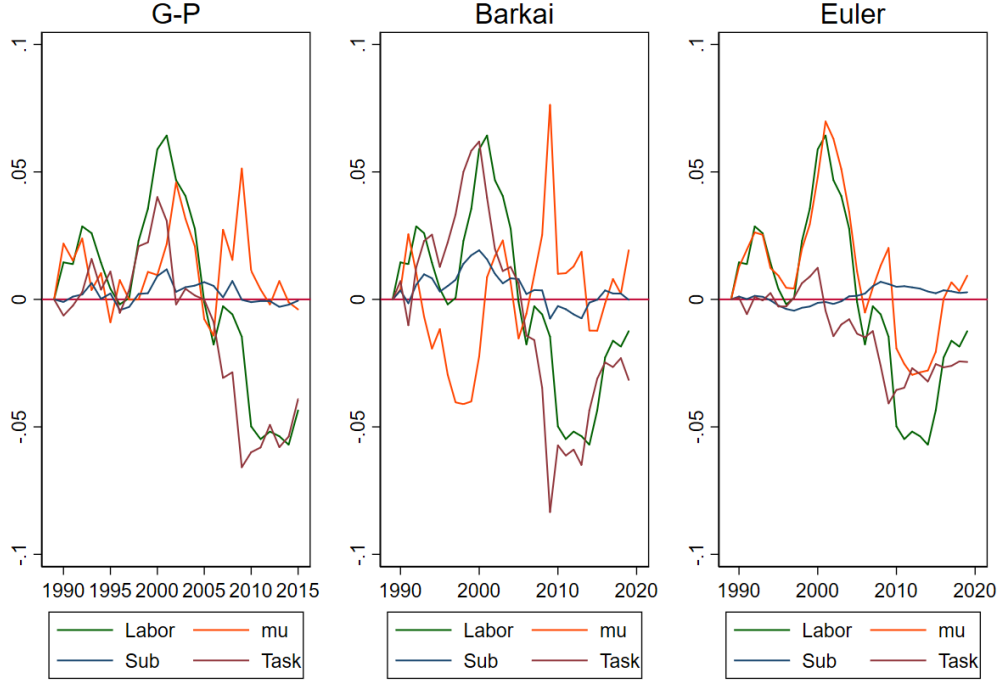 G-P
Barkai
Euler
.1
.05
0
-.05
-.1
1990 1995 2000 2005 2010 2015
Labor mu
Sub Task
.1
.05
0
-.05
-.1
1990 2000 2010 2020
Labor mu
Sub Task
.1
.05
0
-.05
-.1
1990 2000 2010 2020
Labor mu
Sub Task